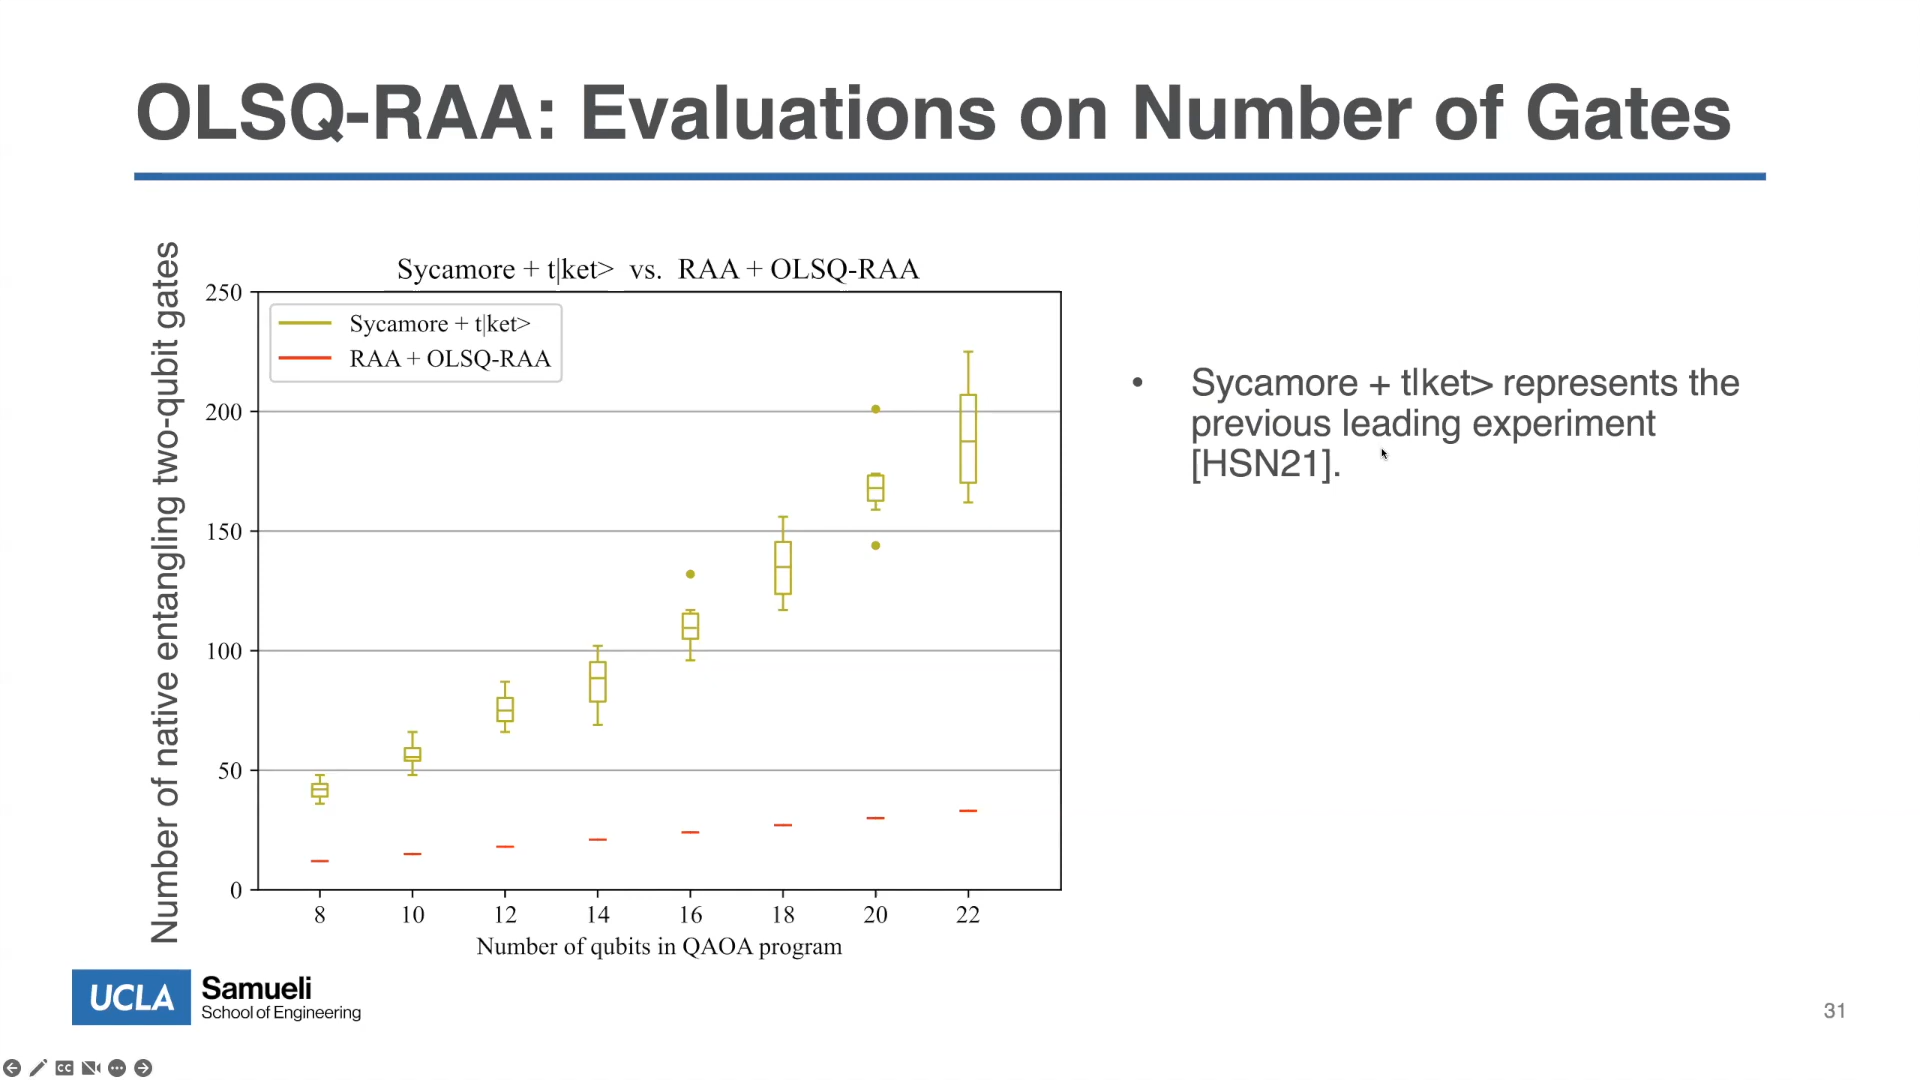 OLSQ-RAA: Evaluations on Number of Gates
Number of native entangling two-qubit gates
Sycamore + t|ket> vs. RAA + OLSQ-RAA
250
200
150
100
50
0
Sycamore + t|ket>
RAA + OLSQ-RAA
8 10 12 14 16 18 20 22
Number of qubits in QAOA program
• Sycamore + t|ket> represents the
previous leading experiment
[HSN21].
UCLA Samueli
School of Engineering
31
CC